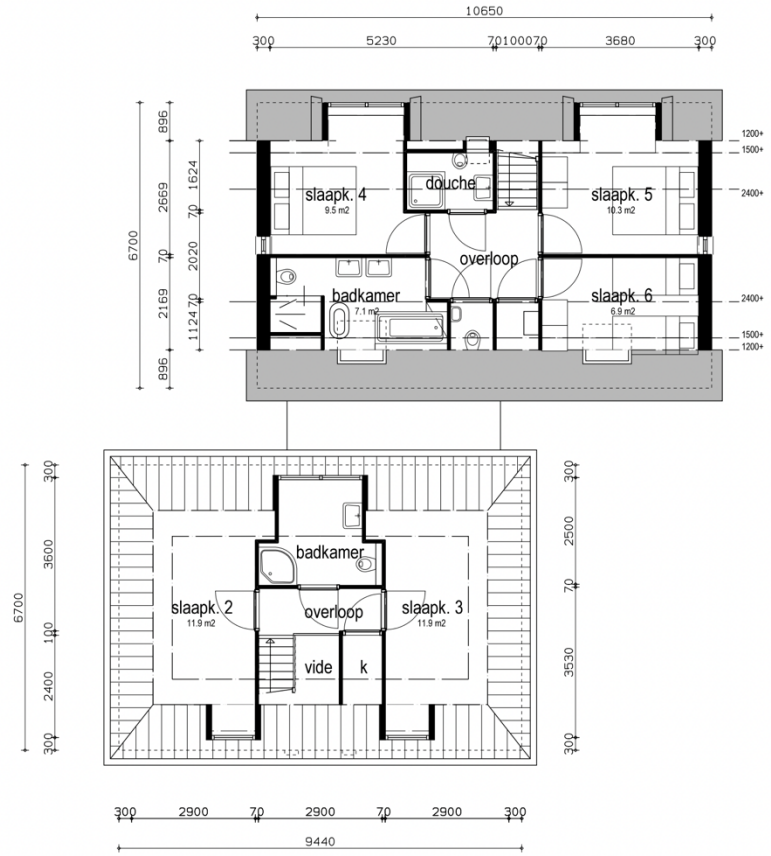 10650
300 5230 70 1000 70 3680 300
896
2669
70
2169
896
6700
1624
70
2020
70
1124
1200+
1500+
2400+
2400+
1500+
1200+
slaapk. 4
9.5 m2
douche
slaapk. 5
10.3 m2
overloop
badkamer
7.1 m2
slaapk. 6
6.9 m2
300
3600
100
2400
300
6700
300
2500
70
3530
300
badkamer
slaapk. 2
11.9 m2
overloop
slaapk. 3
11.9 m2
vide
k
300 2900 70 2900 70 2900 300
9440